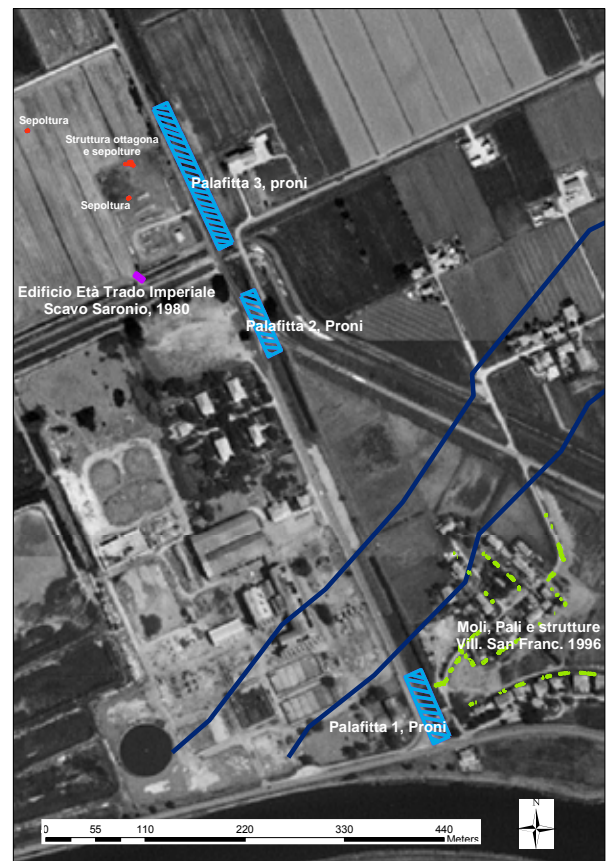 Sepoltura
Struttura ottagona
e sepolture
Palafitta 3, proni
Sepoltura
Edificio Età Trado Imperiale
Scavo Saronio, 1980
Palafitta 2, Proni
Moli, Pali e strutture
Vill. San Franc. 1996
Palafitta 1, Proni
N
0 55 110 220 330 440
Meters